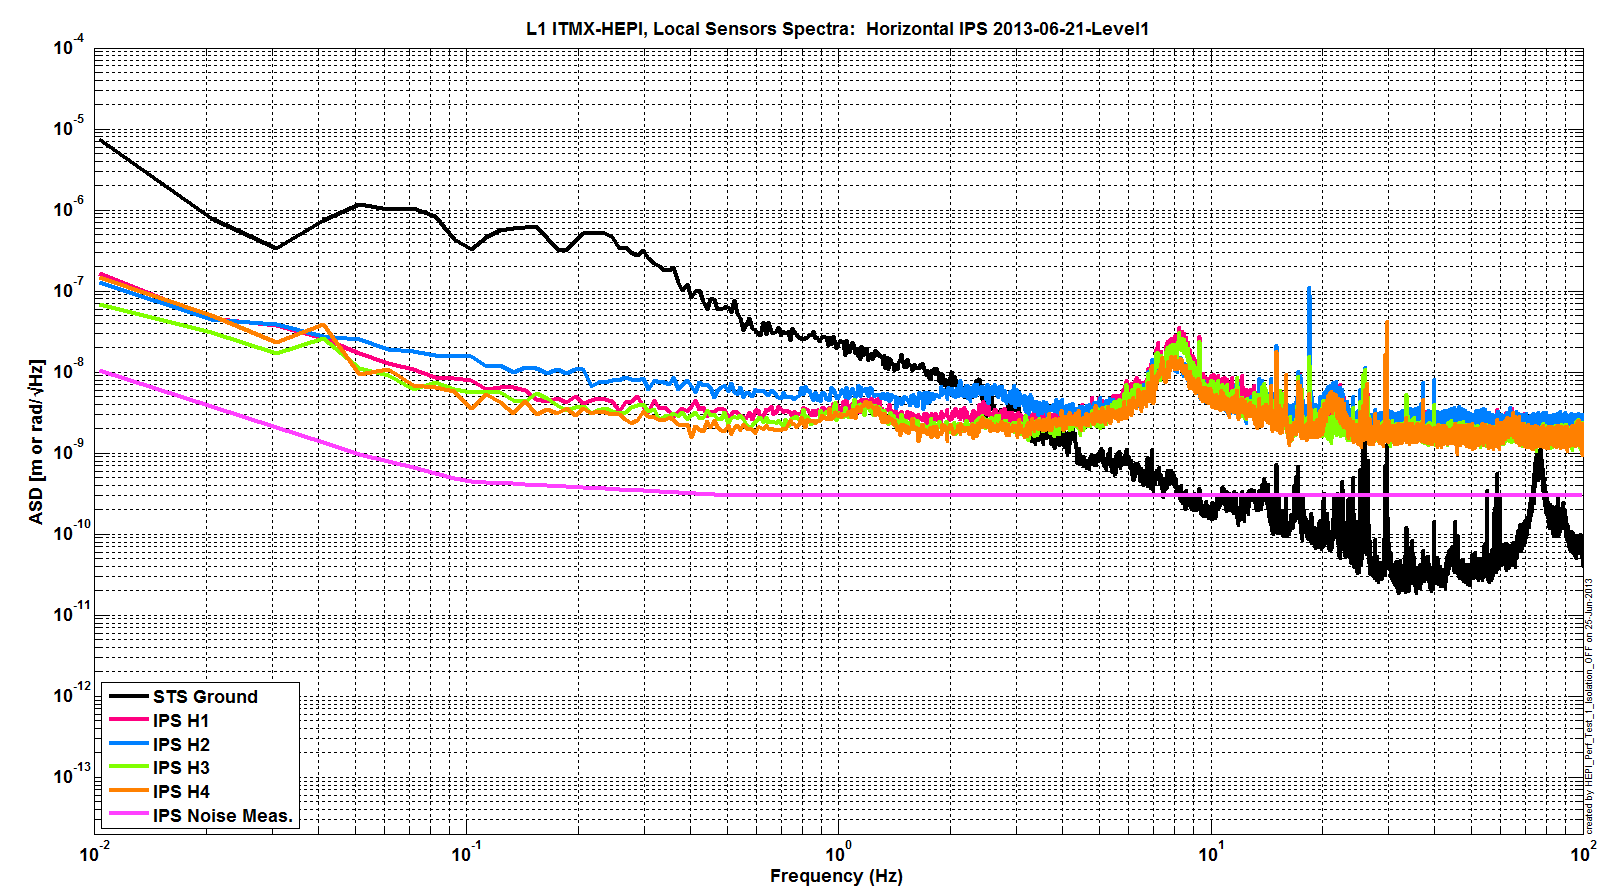 L1 ITMX-HEPI, Local Sensors Spectra:  Horizontal IPS 2013-06-21-Level1
10^-4
10^-5
10^-6
10^-7
10^-8
10^-9
10^-10
10^-11
10^-12
10^-13
ASD [m or rad/√Hz)]
STS Ground
IPS H1
IPS H2
IPS H3
IPS H4
IPS Noise Meas.
10^-2
10^-1
10^0
10^1
10^2
Frequency (Hz)
created by HEPI_Perf_Test_1_Isolation_OFF on 25-Jun-2013